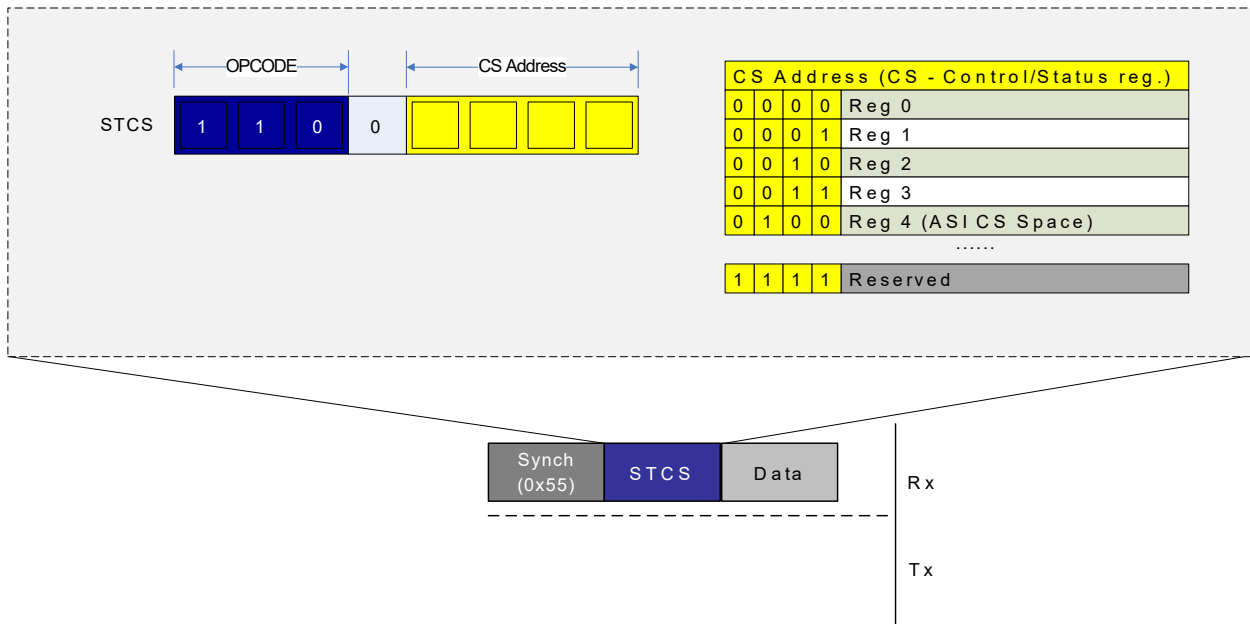 OPCODE CS Address
STCS 1 1 0 0
CS Address (CS - Control/Status reg.)
0 0 0 0 Reg 0
0 0 0 1 Reg 1
0 0 1 0 Reg 2
0 0 1 1 Reg 3
0 1 0 0 Reg 4 (ASI CS Space)
......
1 1 1 1 Reserved
Synch
(0x55)
STCS
Data
Rx
Tx